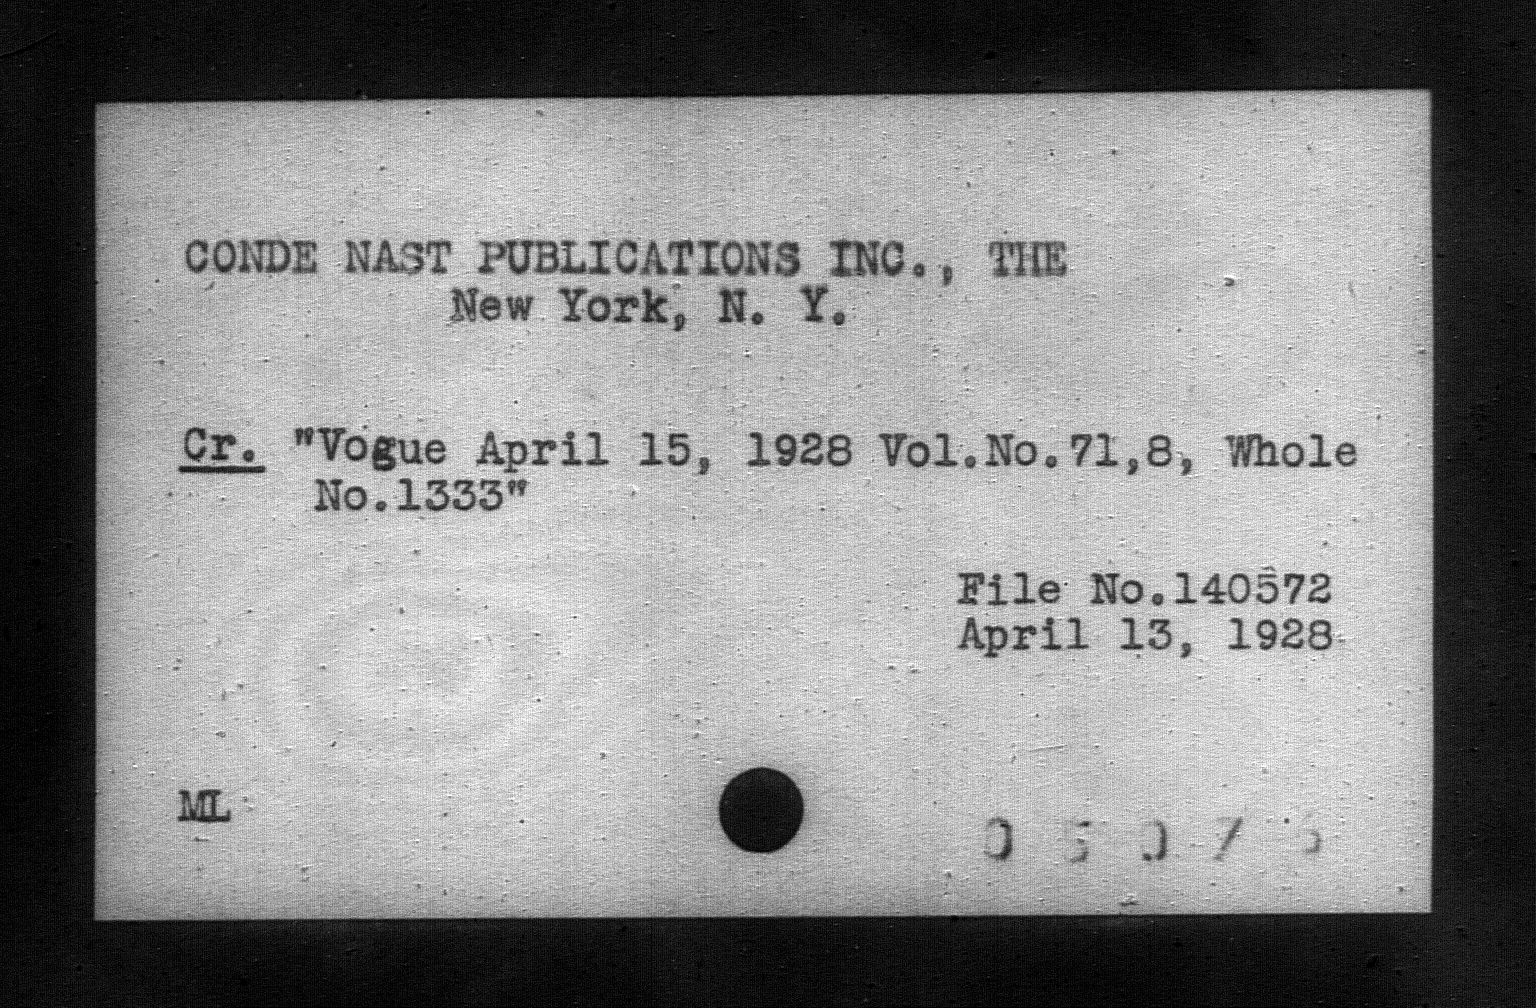 CONDE NAST PUBLICATIONS INC., THE
New York, N. Y.
Cr. "Vogue April 15, 1928 Vol.No.71,8, Whole
No.1333"
File No.140572
April 13, 1928
ML